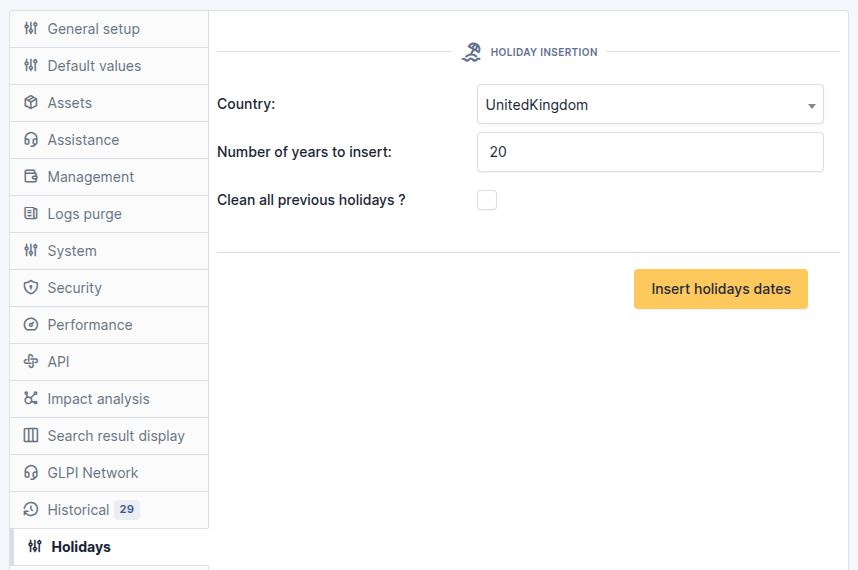 General setup
Default values
Assets
Assistance
Management
Logs purge
System
Security
Performance
API
Impact analysis
Search result display
GLPI Network
Historical 29
Holidays
HOLIDAY INSERTION
Country: UnitedKingdom
Number of years to insert: 20
Clean all previous holidays ?
Insert holidays dates